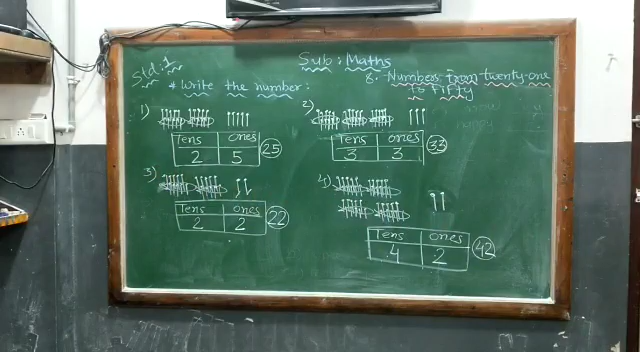 Sub : Maths
Std : 1
8. Numbers from twenty-one
to Fifty
* Write the number :
1)
Tens ones
2 5
25
2)
Tens ones
3 3
33
3)
Tens ones
2 2
22
4)
Tens ones
4 2
42